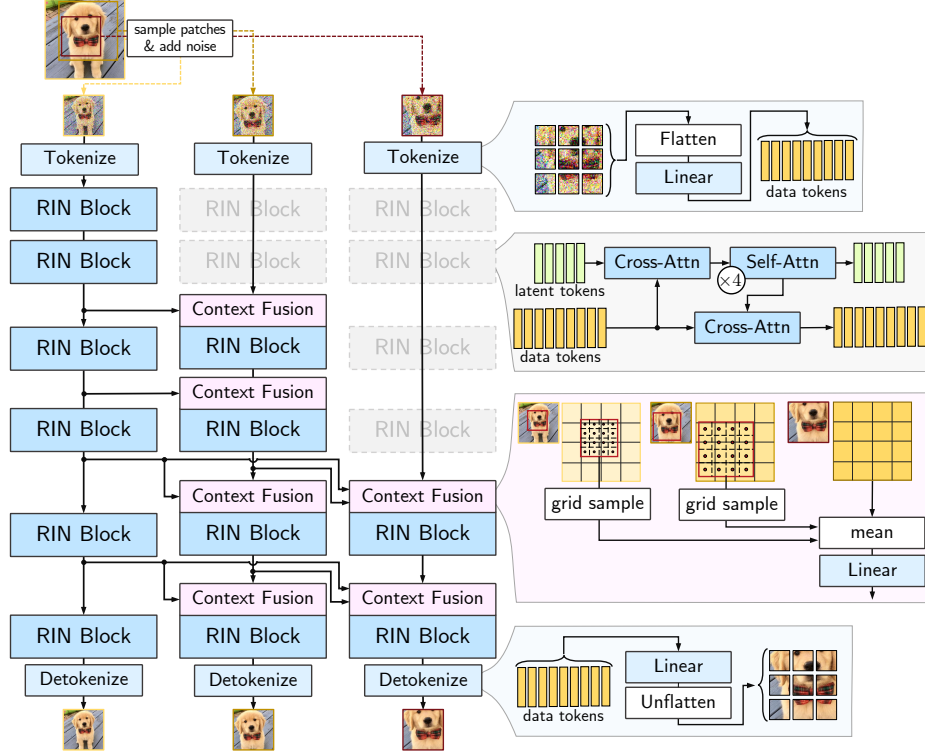 sample patches
& add noise
Tokenize
Tokenize
Tokenize
Flatten
Linear
data tokens
RIN Block
RIN Block
RIN Block
RIN Block
RIN Block
RIN Block
Cross-Attn
Self-Attn
×4
latent tokens
Cross-Attn
data tokens
Context Fusion
RIN Block
RIN Block
RIN Block
Context Fusion
RIN Block
RIN Block
RIN Block
Context Fusion
Context Fusion
RIN Block
RIN Block
RIN Block
grid sample
grid sample
mean
Linear
Context Fusion
Context Fusion
RIN Block
RIN Block
RIN Block
Detokenize
Detokenize
Detokenize
Linear
Unflatten
data tokens